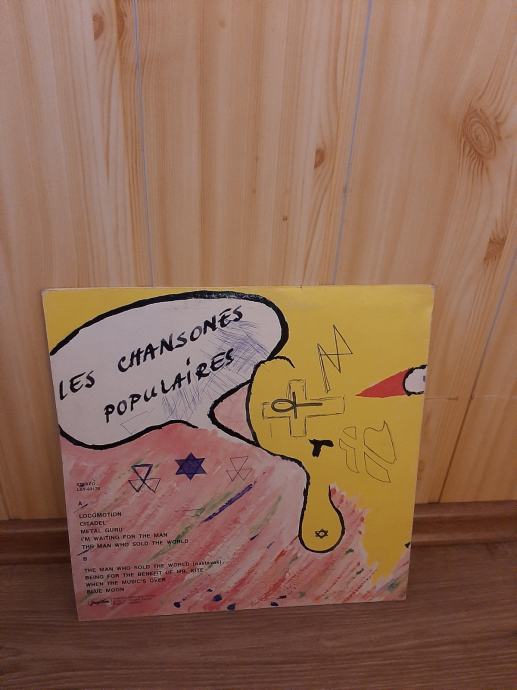 LES CHANSONES
POPULAIRES
STEREO
A
LOCOMOTION
CITADEL
METAL GURU
I'M WAITING FOR THE MAN
THE MAN WHO SOLD THE WORLD
B
THE MAN WHO SOLD THE WORLD (nastavak)
BEING FOR THE BENEFIT OF MR. KITE
WHEN THE MUSIC'S OVER
BLUE MOON